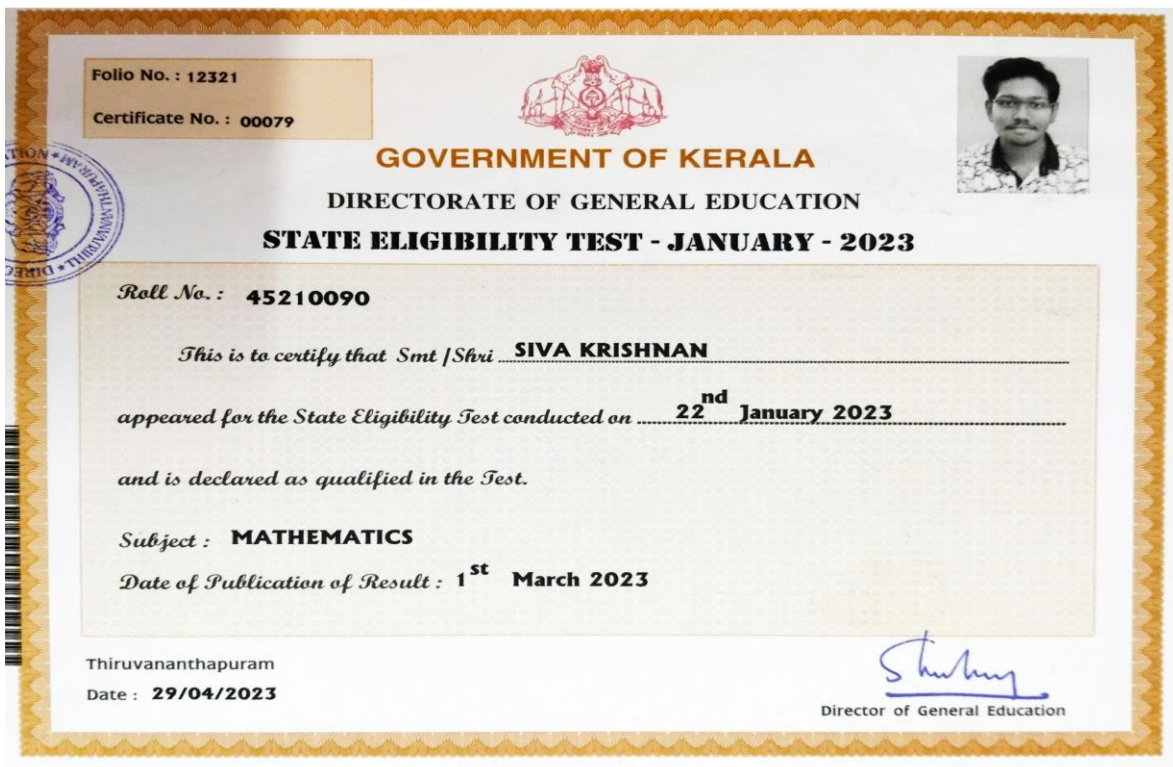 Folio No. : 12321
Certificate No. : 00079
GOVERNMENT OF KERALA
DIRECTORATE OF GENERAL EDUCATION
STATE ELIGIBILITY TEST - JANUARY - 2023
Roll No. : 45210090
This is to certify that Smt / Shri SIVA KRISHNAN
appeared for the State Eligibility Test conducted on 22nd January 2023
and is declared as qualified in the Test.
Subject : MATHEMATICS
Date of Publication of Result : 1st March 2023
Thiruvananthapuram
Date : 29/04/2023
Director of General Education